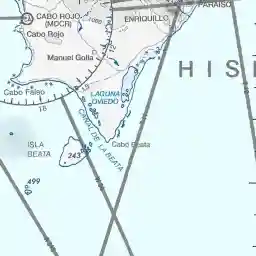 PARAISO
ENRIQUILLO
CABO ROJO
(MDCR)
Cabo Rojo
Manuel Golla
HIS
Cabo Falso
LAGUNA
OVIEDO
CANAL DE LA BEATA
Cabo Beata
ISLA
BEATA
243
499